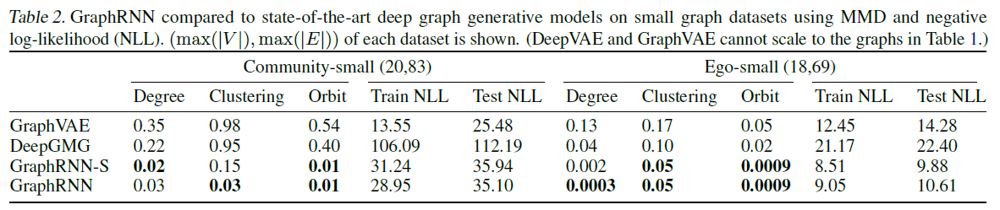 Table 2. GraphRNN compared to state-of-the-art deep graph generative models on small graph datasets using MMD and negative
log-likelihood (NLL). (max(|V|), max(|E|)) of each dataset is shown. (DeepVAE and GraphVAE cannot scale to the graphs in Table 1.)
Community-small (20,83) Ego-small (18,69)
Degree Clustering Orbit Train NLL Test NLL Degree Clustering Orbit Train NLL Test NLL
GraphVAE 0.35 0.98 0.54 13.55 25.48 0.13 0.17 0.05 12.45 14.28
DeepGMG 0.22 0.95 0.40 106.09 112.19 0.04 0.10 0.02 21.17 22.40
GraphRNN-S 0.02 0.15 0.01 31.24 35.94 0.002 0.05 0.0009 8.51 9.88
GraphRNN 0.03 0.03 0.01 28.95 35.10 0.0003 0.05 0.0009 9.05 10.61